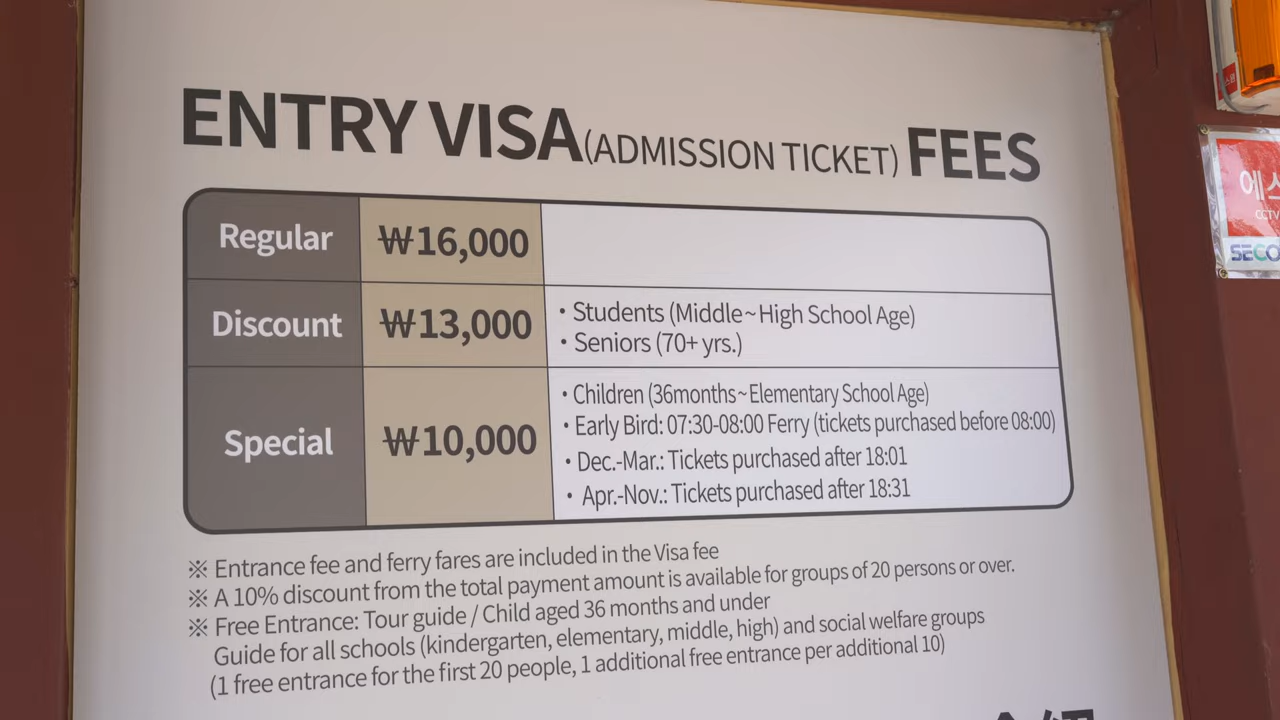 ENTRY VISA (ADMISSION TICKET) FEES
Regular ₩16,000
Discount ₩13,000
• Students (Middle~High School Age)
• Seniors (70+ yrs.)
Special ₩10,000
• Children (36months~Elementary School Age)
• Early Bird: 07:30-08:00 Ferry (tickets purchased before 08:00)
• Dec.-Mar.: Tickets purchased after 18:01
• Apr.-Nov.: Tickets purchased after 18:31
※ Entrance fee and ferry fares are included in the Visa fee
※ A 10% discount from the total payment amount is available for groups of 20 persons or over.
※ Free Entrance: Tour guide / Child aged 36 months and under
Guide for all schools (kindergarten, elementary, middle, high) and social welfare groups
(1 free entrance for the first 20 people, 1 additional free entrance per additional 10)
CCTV